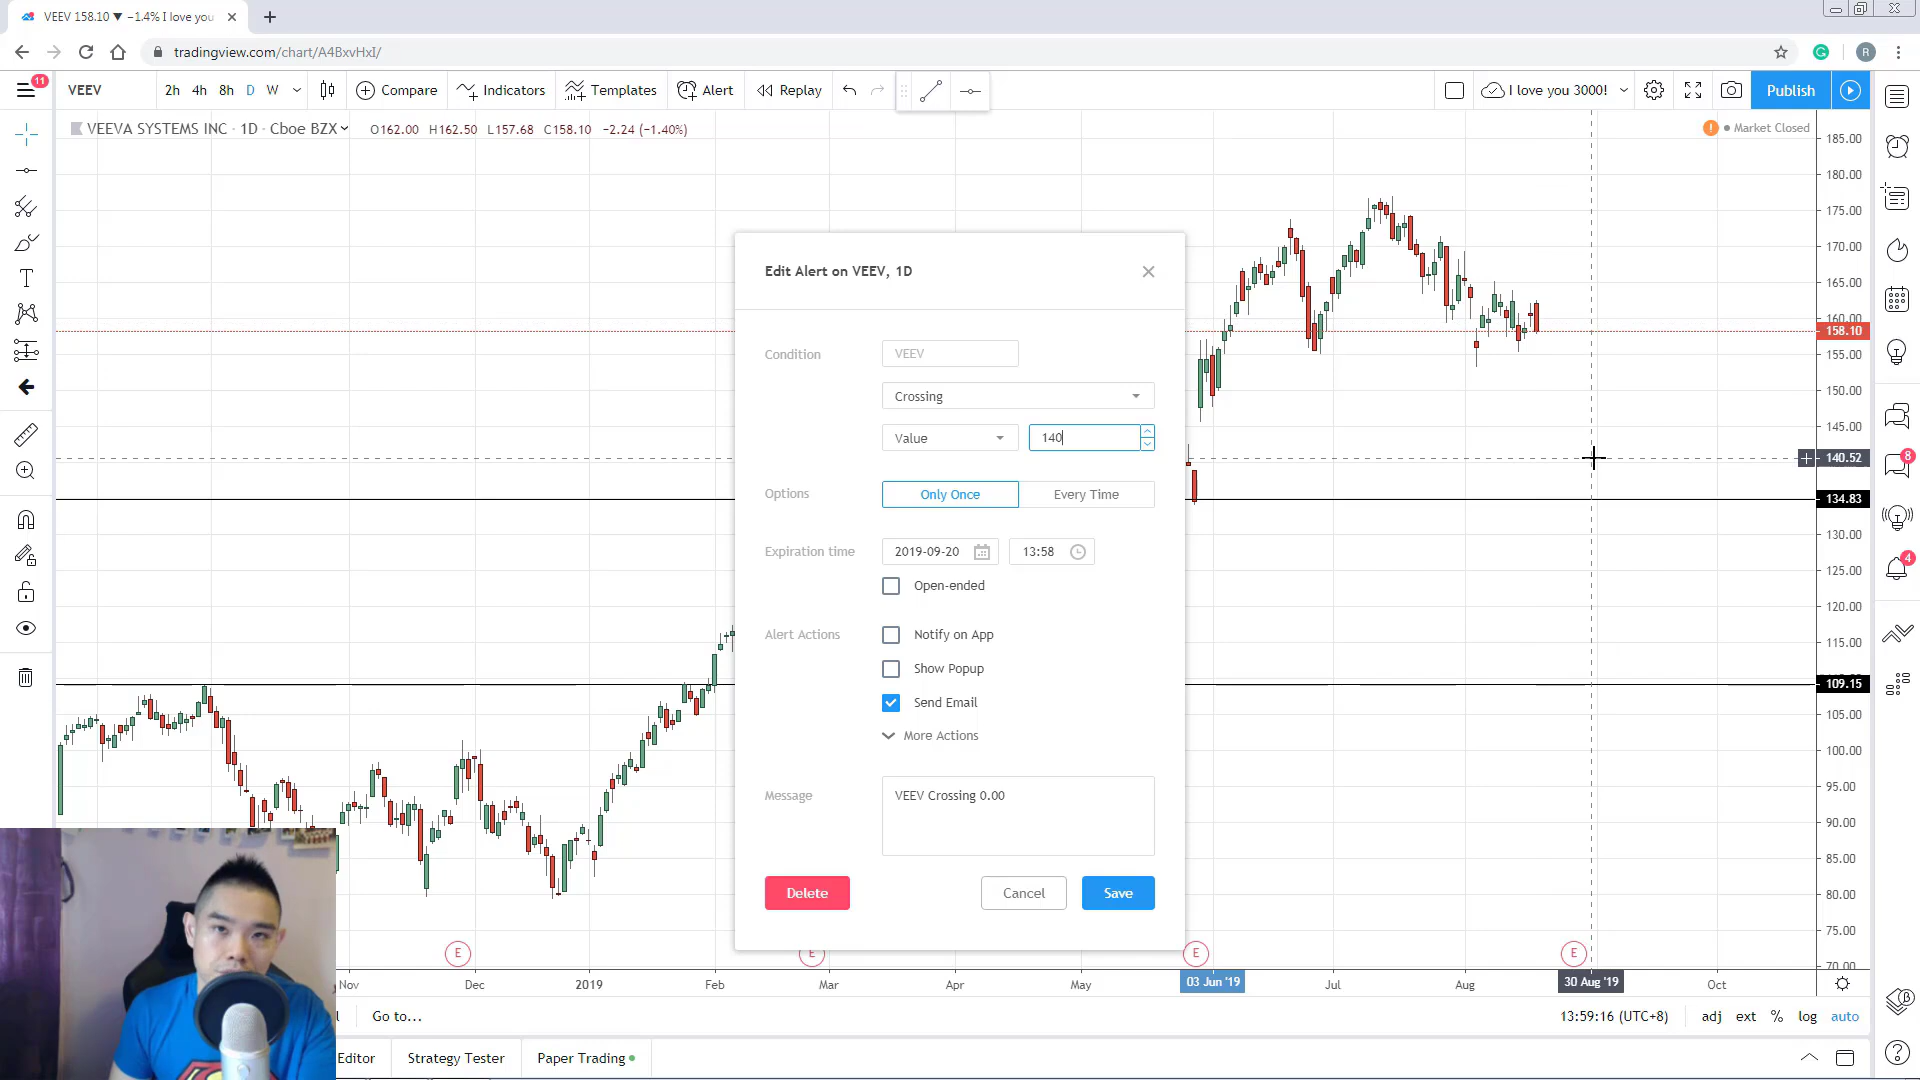 VEEV 158.10 ▼ −1.4% I love you
tradingview.com/chart/A4BxvHxI/
R
11
VEEV 2h 4h 8h D W Compare Indicators Templates Alert Replay I love you 3000! Publish
VEEVA SYSTEMS INC · 1D · Cboe BZX O162.00 H162.50 L157.68 C158.10 −2.24 (−1.40%)
Market Closed
185.00
180.00
175.00
170.00
165.00
160.00
158.10
155.00
150.00
145.00
140.52
134.83
130.00
125.00
120.00
115.00
109.15
105.00
100.00
95.00
90.00
85.00
80.00
75.00
70.00
Edit Alert on VEEV, 1D
Condition VEEV
Crossing
Value 140
Options Only Once Every Time
Expiration time 2019-09-20 13:58
Open-ended
Alert Actions Notify on App
Show Popup
Send Email
More Actions
Message VEEV Crossing 0.00
Delete Cancel Save
8
4
E E E E
Nov Dec 2019 Feb Mar Apr May 03 Jun '19 Jul Aug 30 Aug '19 Oct
Go to... 13:59:16 (UTC+8) adj ext % log auto
Editor Strategy Tester Paper Trading